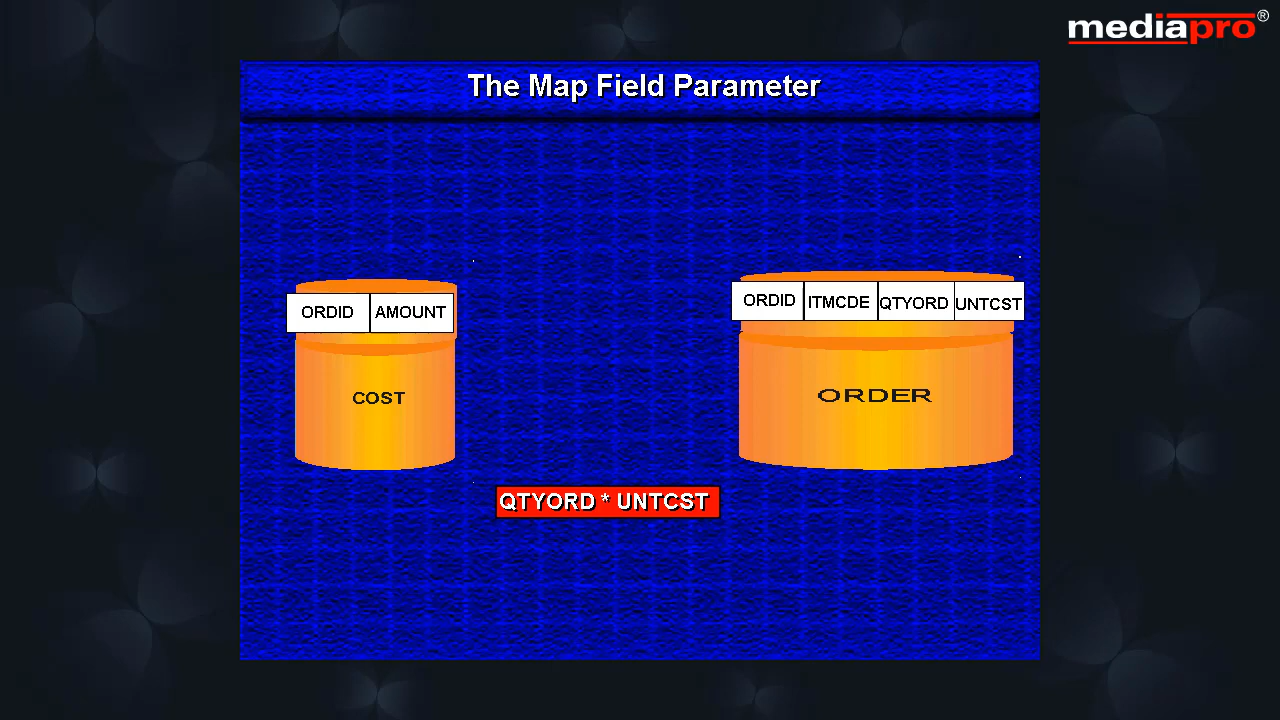 mediapro®
The Map Field Parameter
ORDID AMOUNT
COST
ORDID ITMCDE QTYORD UNTCST
ORDER
QTYORD * UNTCST